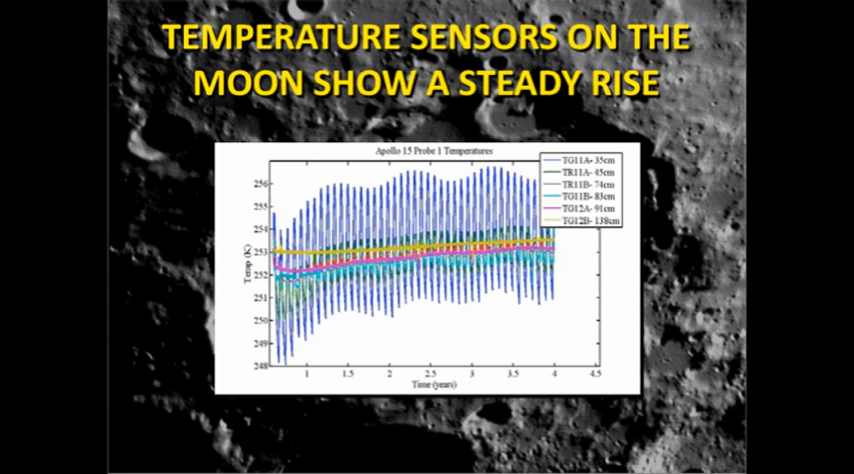 TEMPERATURE SENSORS ON THE
MOON SHOW A STEADY RISE
Apollo 15 Probe 1 Temperatures
TG11A- 35cm
TR11A- 45cm
TR11B- 74cm
TG11B- 83cm
TG12A- 91cm
TG12B- 138cm
Temp (K)
256
255
254
253
252
251
250
249
248
1 1.5 2 2.5 3 3.5 4 4.5
Time (years)